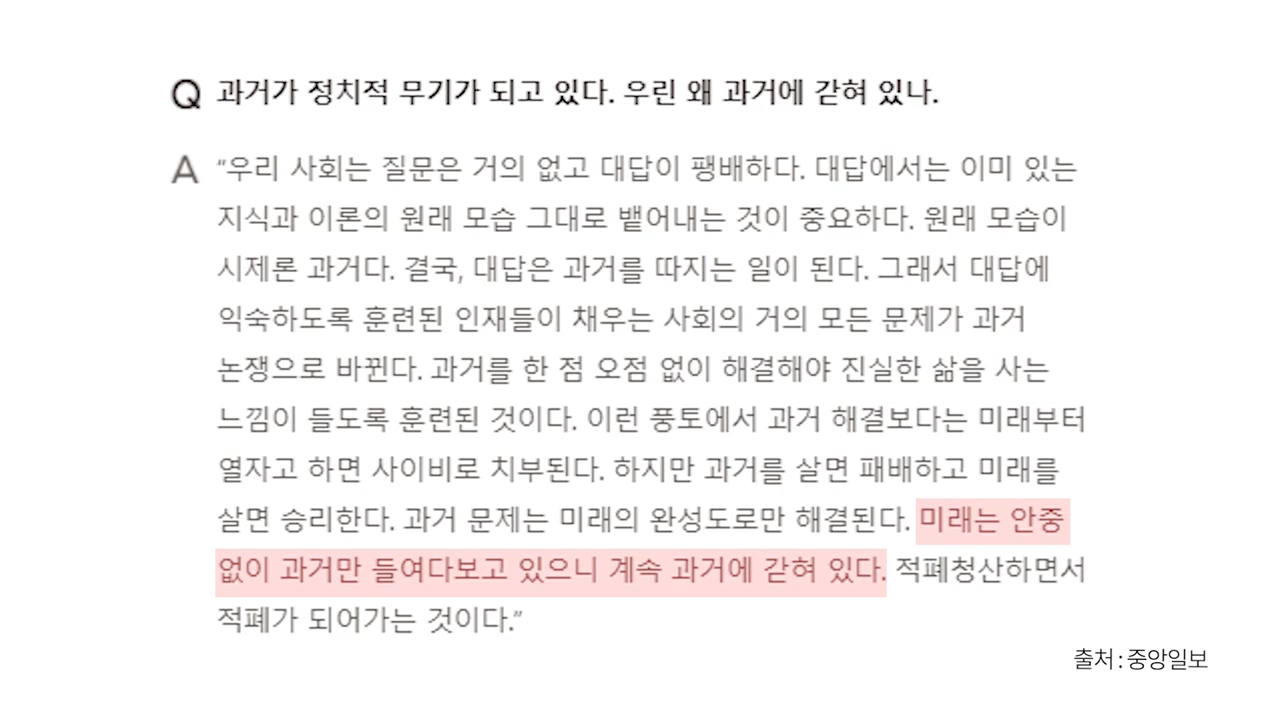 Q 과거가 정치적 무기가 되고 있다. 우린 왜 과거에 갇혀 있나.
A “우리 사회는 질문은 거의 없고 대답이 팽배하다. 대답에서는 이미 있는
지식과 이론의 원래 모습 그대로 뱉어내는 것이 중요하다. 원래 모습이
시제론 과거다. 결국, 대답은 과거를 따지는 일이 된다. 그래서 대답에
익숙하도록 훈련된 인재들이 채우는 사회의 거의 모든 문제가 과거
논쟁으로 바뀐다. 과거를 한 점 오점 없이 해결해야 진실한 삶을 사는
느낌이 들도록 훈련된 것이다. 이런 풍토에서 과거 해결보다는 미래부터
열자고 하면 사이비로 치부된다. 하지만 과거를 살면 패배하고 미래를
살면 승리한다. 과거 문제는 미래의 완성도로만 해결된다. 미래는 안중
없이 과거만 들여다보고 있으니 계속 과거에 갇혀 있다. 적폐청산하면서
적폐가 되어가는 것이다.”
출처 : 중앙일보